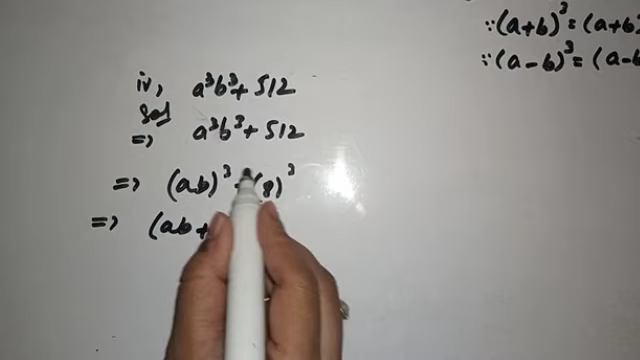 ∵(a+b)³=(a+b
∵(a-b)³=(a-b
iv, a³b³+512
Sol
=> a³b³+512
=> (ab)³ (8)³
=> (ab+